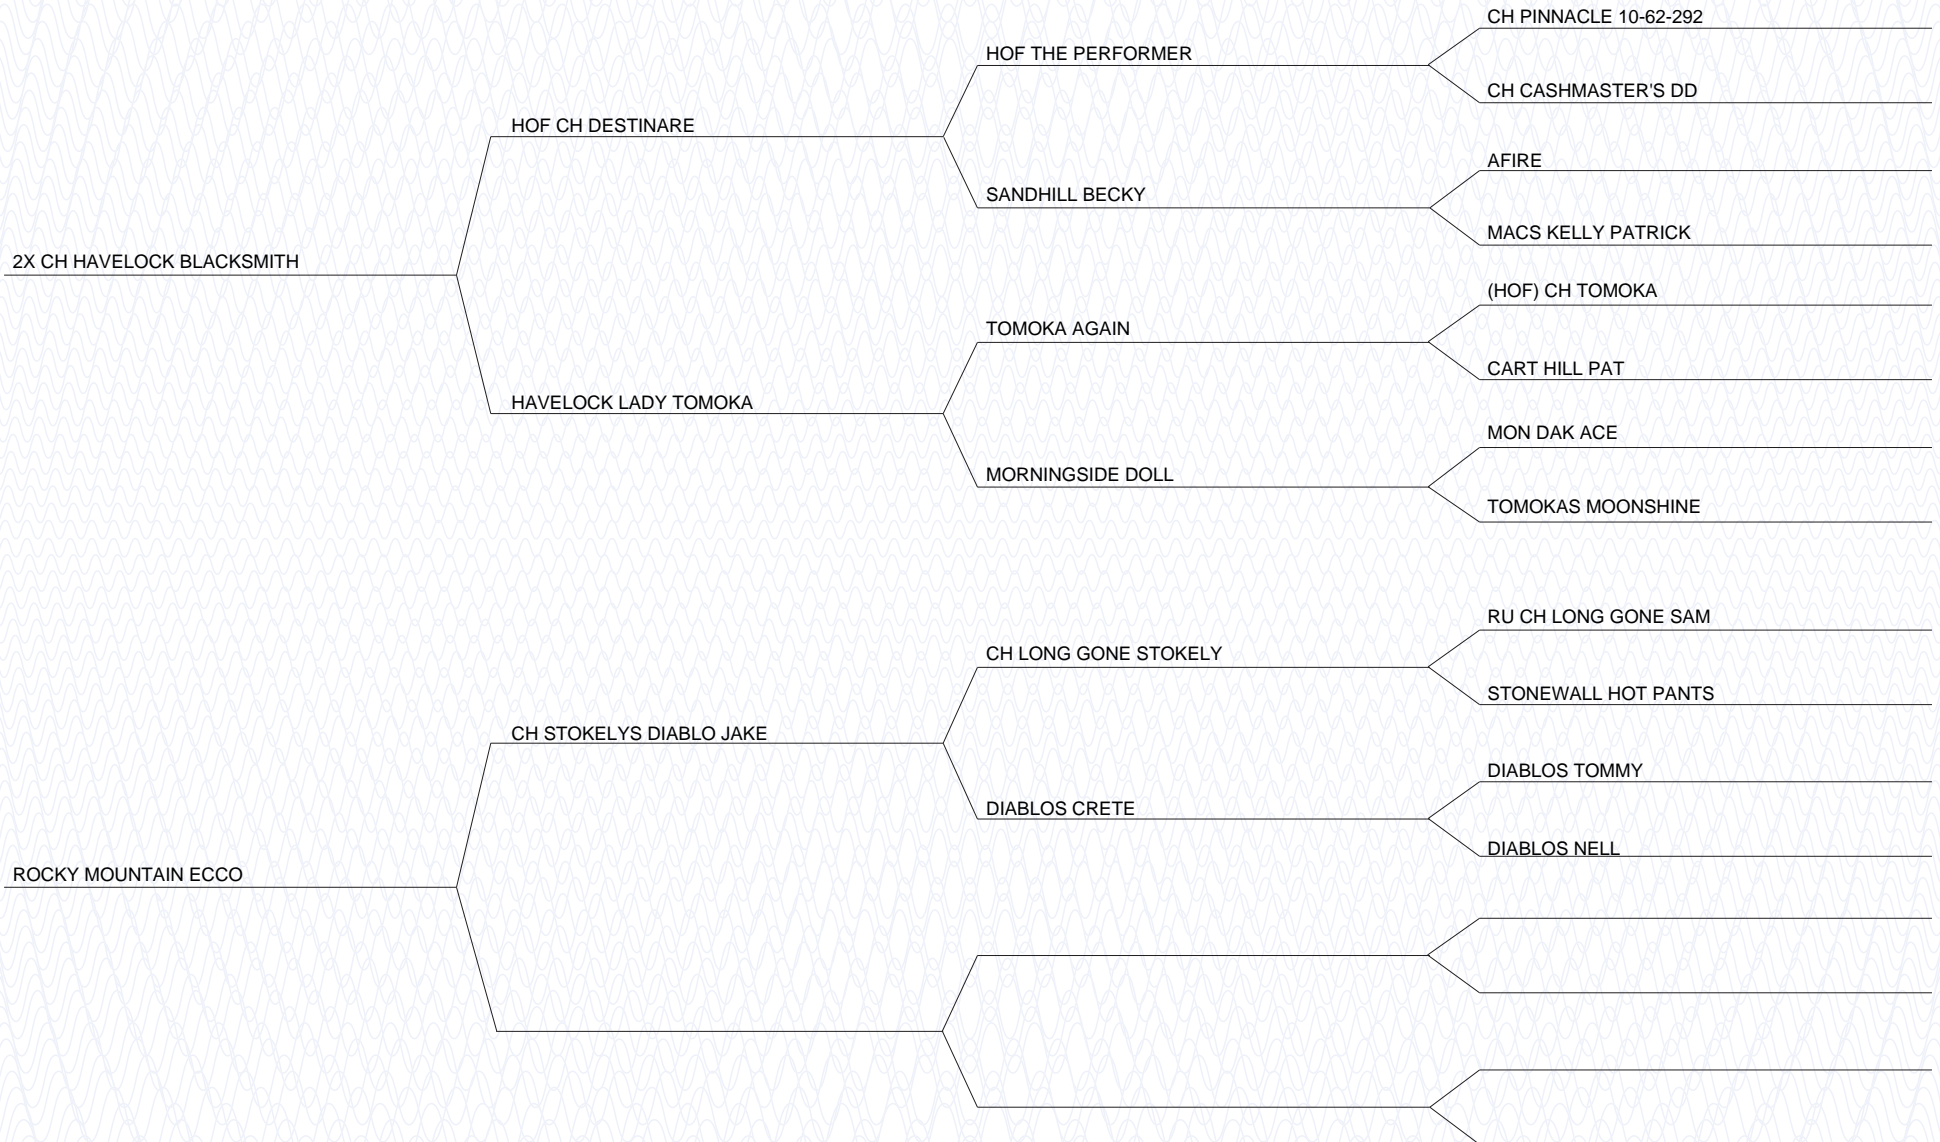 CH PINNACLE 10-62-292
HOF THE PERFORMER
CH CASHMASTER'S DD
HOF CH DESTINARE
AFIRE
SANDHILL BECKY
MACS KELLY PATRICK
2X CH HAVELOCK BLACKSMITH
(HOF) CH TOMOKA
TOMOKA AGAIN
CART HILL PAT
HAVELOCK LADY TOMOKA
MON DAK ACE
MORNINGSIDE DOLL
TOMOKAS MOONSHINE
RU CH LONG GONE SAM
CH LONG GONE STOKELY
STONEWALL HOT PANTS
CH STOKELYS DIABLO JAKE
DIABLOS TOMMY
DIABLOS CRETE
DIABLOS NELL
ROCKY MOUNTAIN ECCO